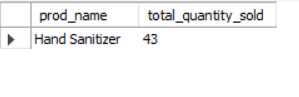 prod_name total_quantity_sold
Hand Sanitizer 43